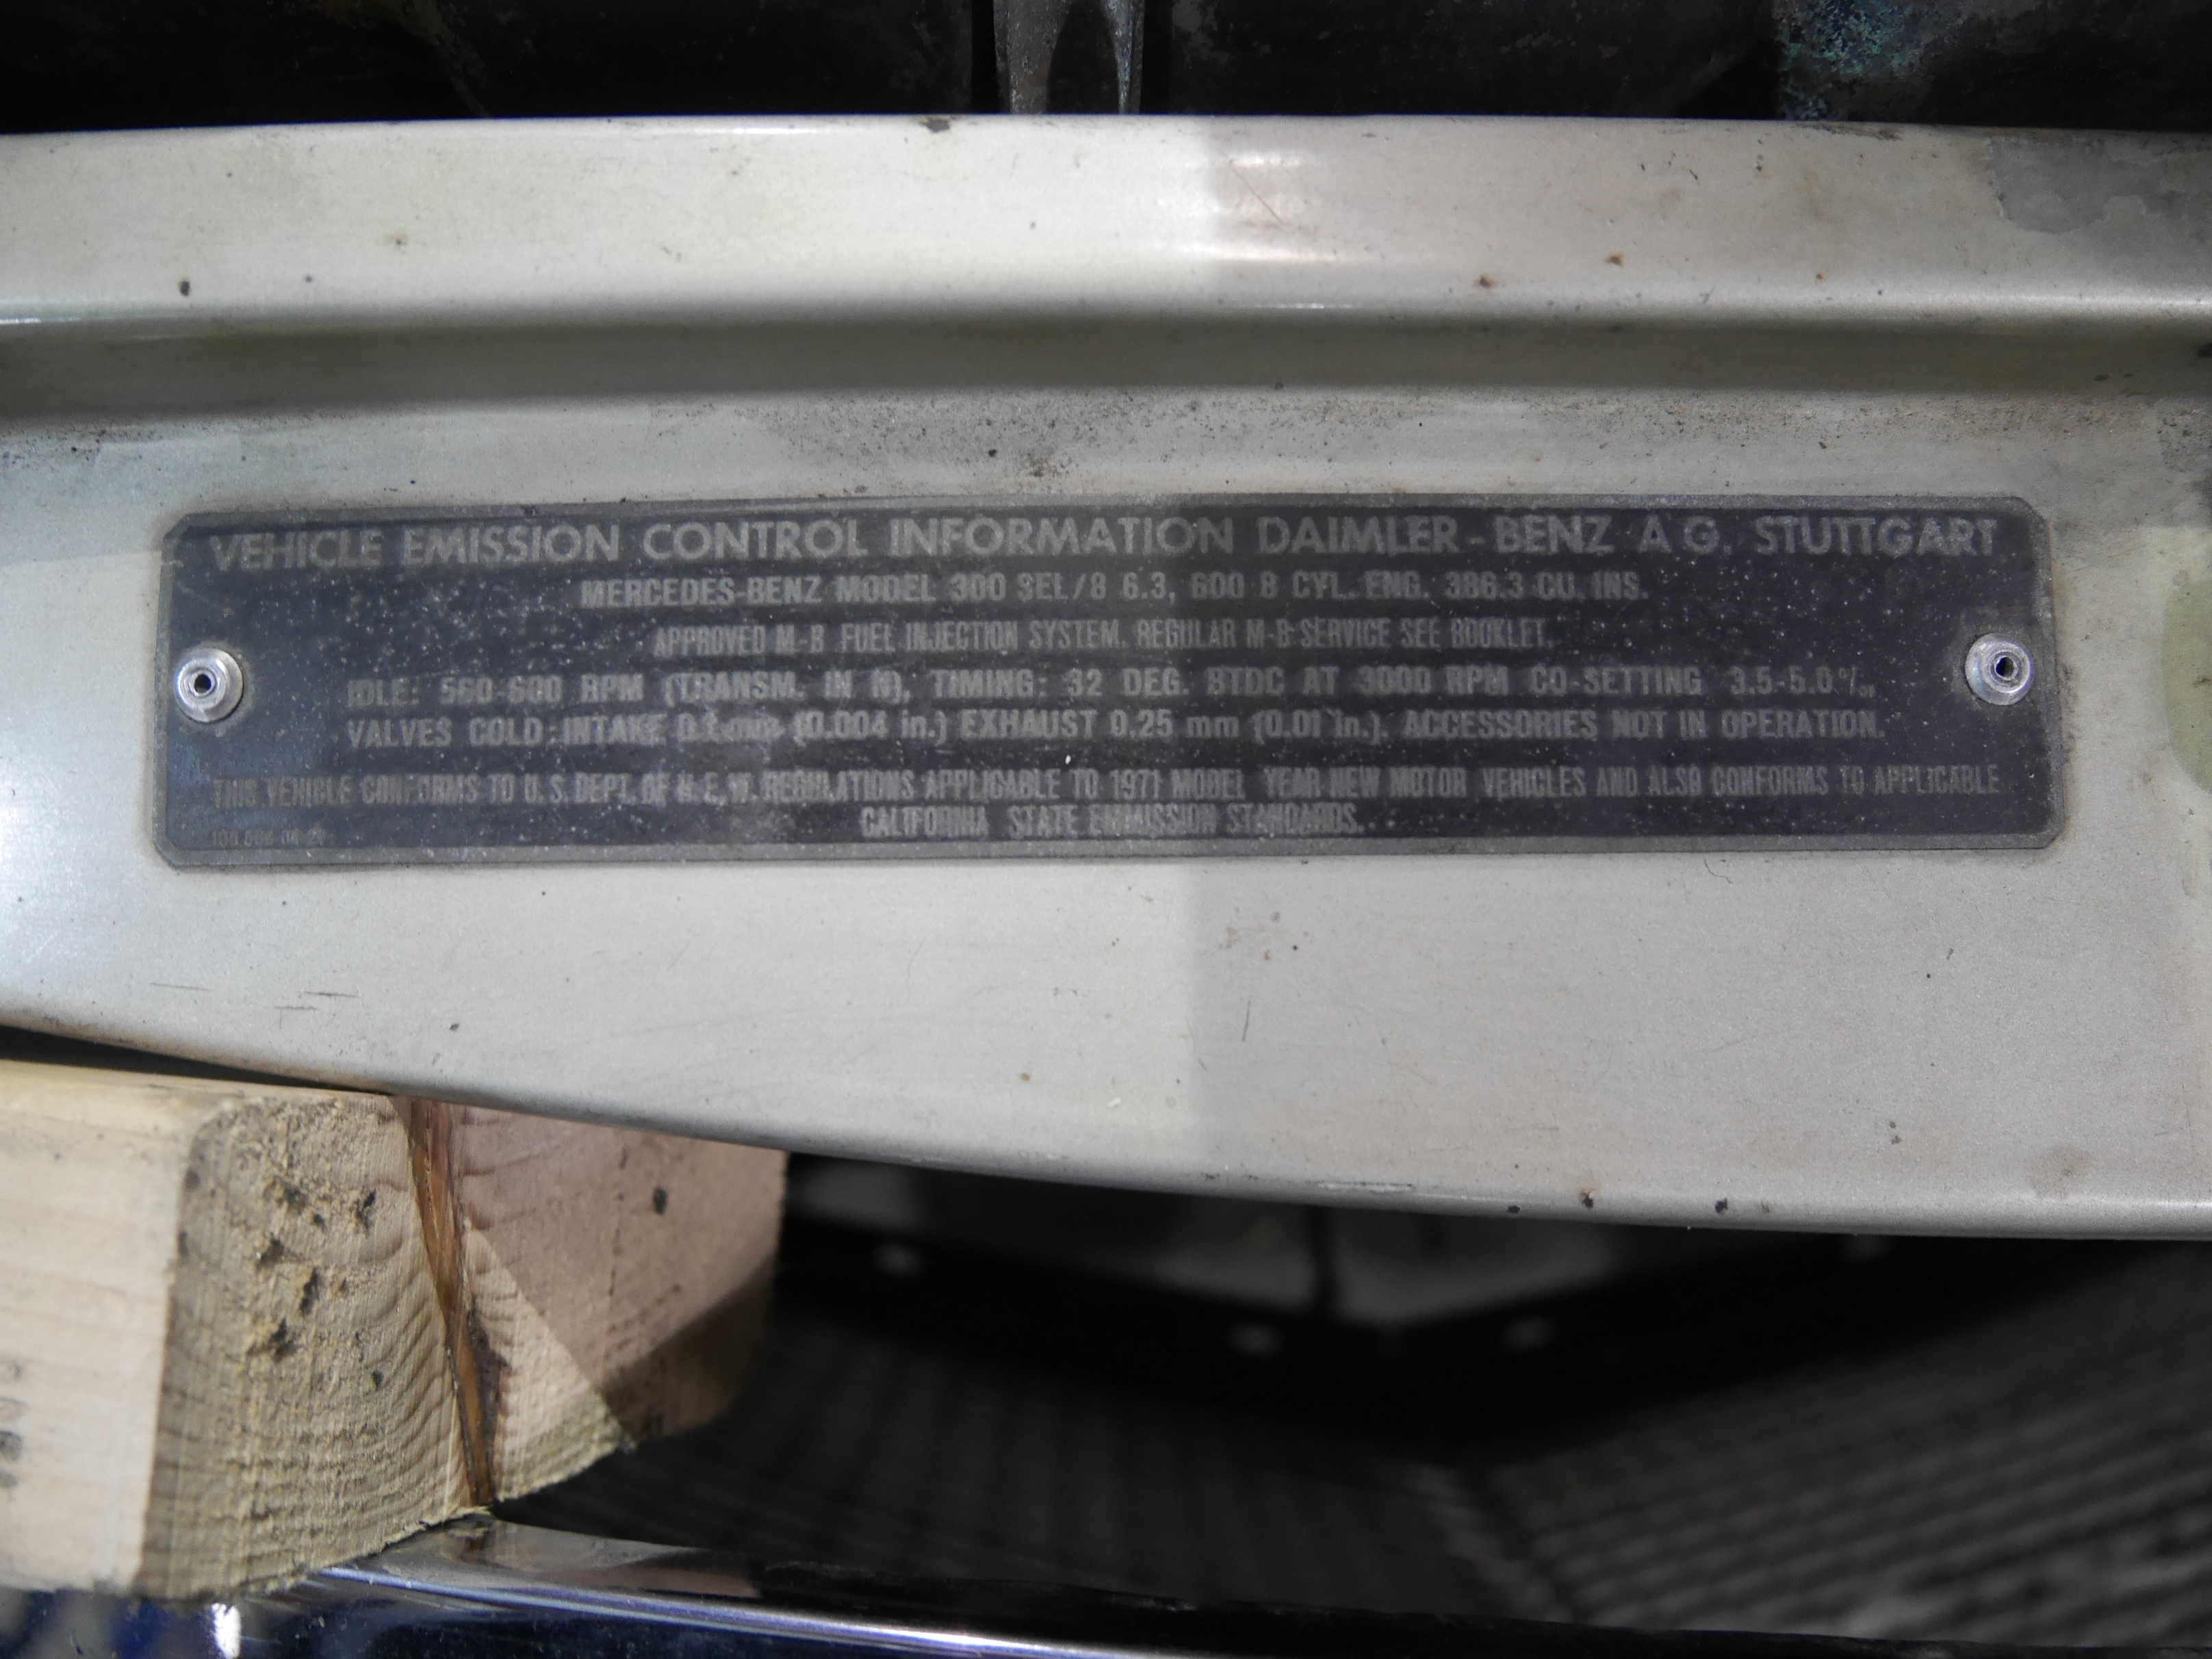 VEHICLE EMISSION CONTROL INFORMATION DAIMLER-BENZ A G. STUTTGART
MERCEDES-BENZ MODEL 300 SEL/8 6.3, 600 8 CYL. ENG. 386.3 CU. INS.
APPROVED M-B FUEL INJECTION SYSTEM. REGULAR M-B-SERVICE SEE BOOKLET.
IDLE: 560-600 RPM (TRANSM. IN N), TIMING: 32 DEG. BTDC AT 3000 RPM CO-SETTING 3.5-5.0%,
VALVES COLD: INTAKE 0.1 mm (0.004 in.) EXHAUST 0.25 mm (0.01 in.), ACCESSORIES NOT IN OPERATION.
THIS VEHICLE CONFORMS TO U.S. DEPT. OF H.E.W. REGULATIONS APPLICABLE TO 1971 MODEL YEAR NEW MOTOR VEHICLES AND ALSO CONFORMS TO APPLICABLE
CALIFORNIA STATE EMMISSION STANDARDS.